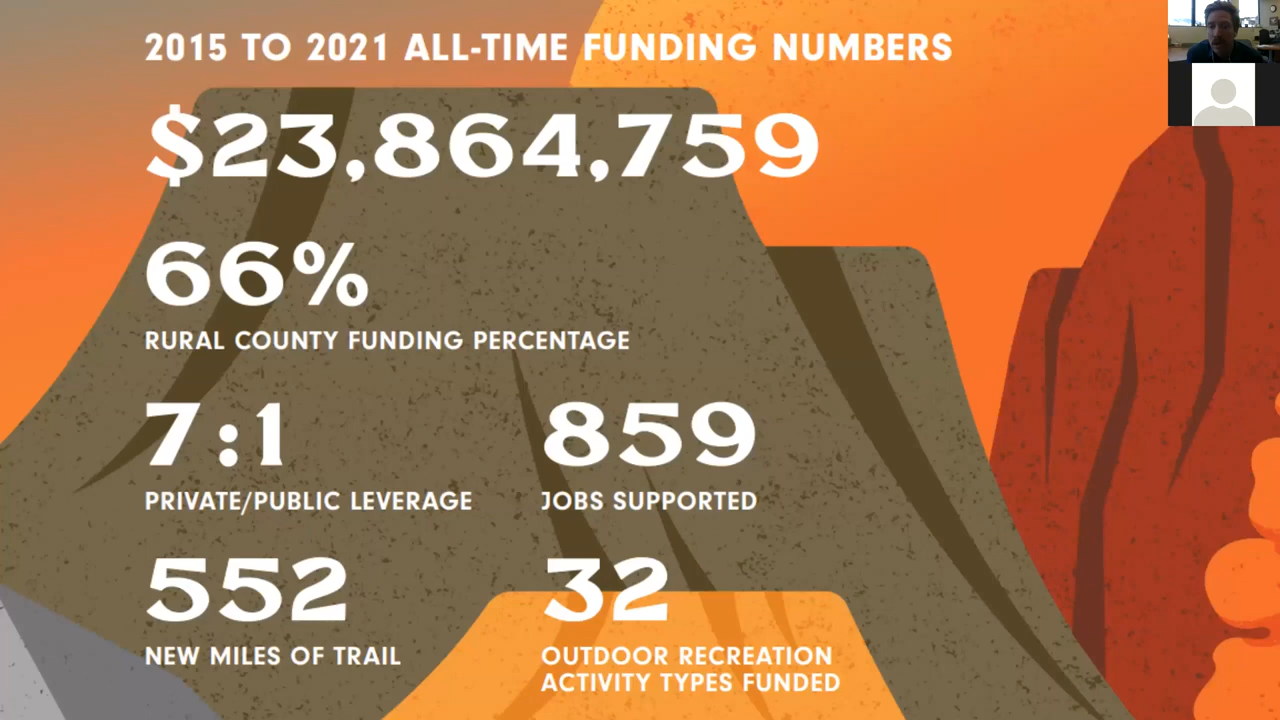 2015 TO 2021 ALL-TIME FUNDING NUMBERS
$23,864,759
66%
RURAL COUNTY FUNDING PERCENTAGE
7:1
PRIVATE/PUBLIC LEVERAGE
859
JOBS SUPPORTED
552
NEW MILES OF TRAIL
32
OUTDOOR RECREATION
ACTIVITY TYPES FUNDED